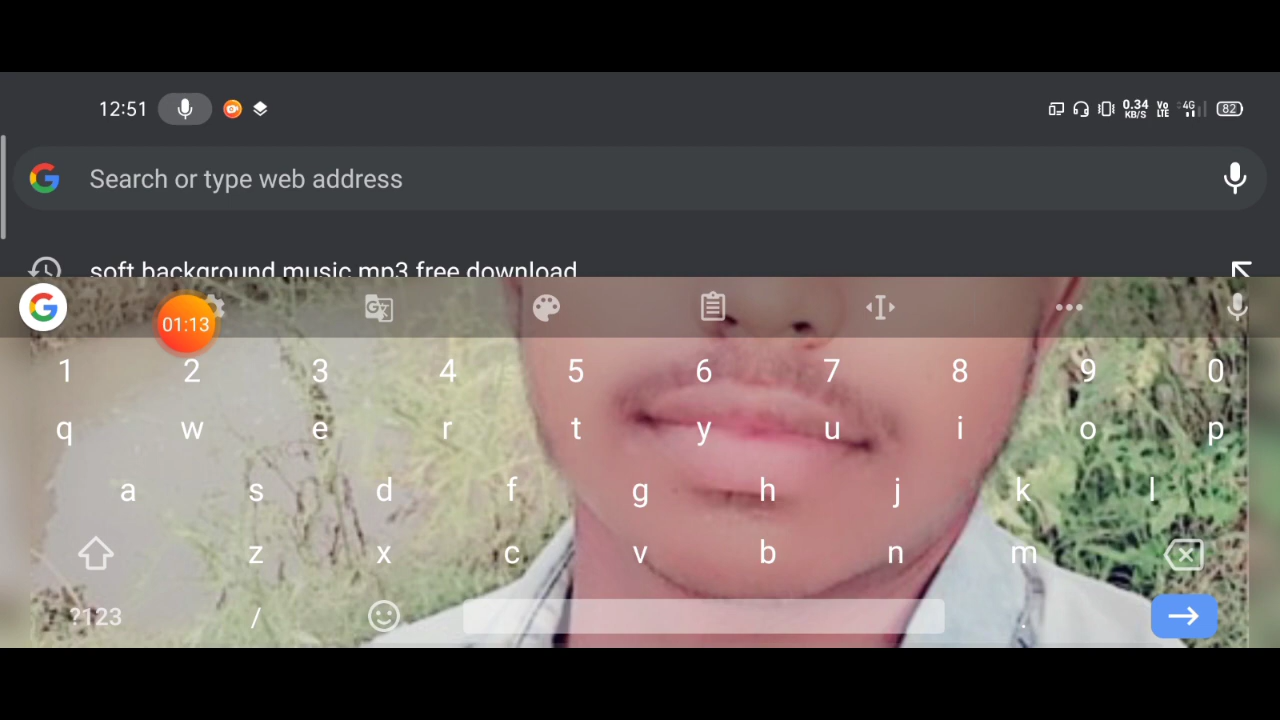 12:51
0.34 KB/S Vo LTE 4G 82
Search or type web address
soft background music mp3 free download
01:13
1 2 3 4 5 6 7 8 9 0
q w e r t y u i o p
a s d f g h j k l
z x c v b n m
?123 / .